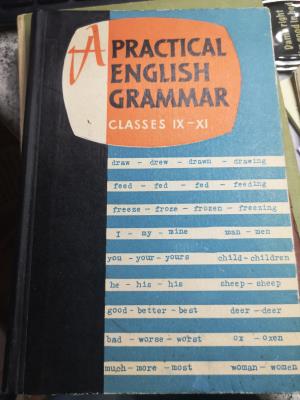 A PRACTICAL
ENGLISH
GRAMMAR
CLASSES IX-XI
draw - drew - drawn - drawing
feed - fed - fed - feeding
freeze - froze - frozen - freezing
I - my - mine man - men
you - your - yours child - children
he - his - his sheep - sheep
good - better - best deer - deer
bad - worse - worst ox - oxen
much - more - most woman - women